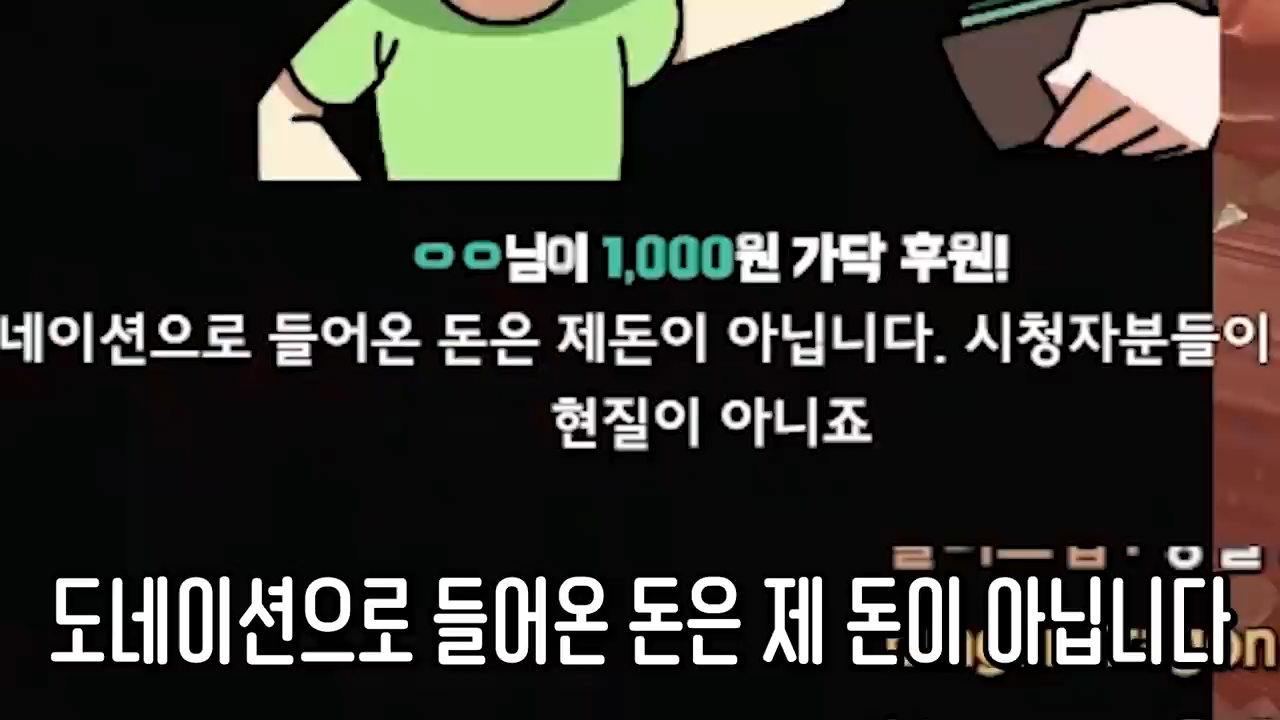 ㅇㅇ님이 1,000원 가닥 후원!
네이션으로 들어온 돈은 제돈이 아닙니다. 시청자분들이
현질이 아니죠
도네이션으로 들어온 돈은 제 돈이 아닙니다